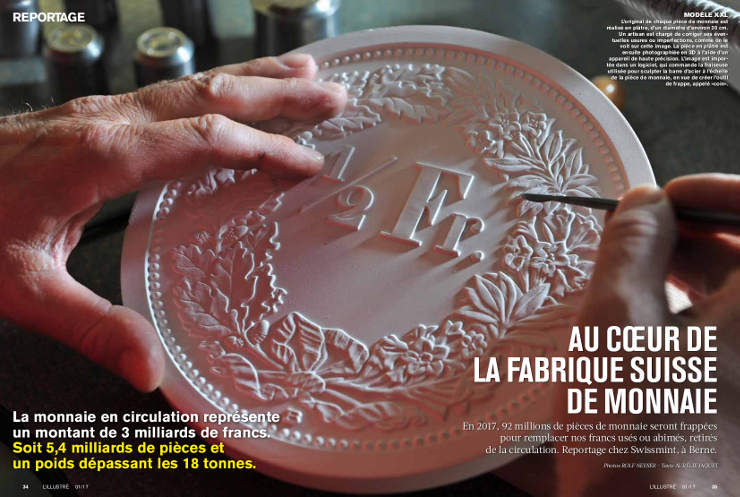 REPORTAGE
MODÈLE XXL
L'original de chaque pièce de monnaie est
réalisé en plâtre, d'un diamètre d'environ 20 cm.
Un artisan est chargé de corriger ses éven-
tuelles usures ou imperfections, comme on le
voit sur cette image. La pièce en plâtre est
ensuite photographiée en 3D à l'aide d'un
appareil de haute précision. L'image est impor-
tée dans un logiciel, qui commande la fraiseuse
utilisée pour sculpter la barre d'acier à l'échelle
de la pièce de monnaie, en vue de créer l'outil
de frappe, appelé «coin».
1/2 Fr.
AU CŒUR DE
LA FABRIQUE SUISSE
DE MONNAIE
En 2017, 92 millions de pièces de monnaie seront frappées
pour remplacer nos francs usés ou abîmés, retirés
de la circulation. Reportage chez Swissmint, à Berne.
Photos
Texte
La monnaie en circulation représente
un montant de 3 milliards de francs.
Soit 5,4 milliards de pièces et
un poids dépassant les 18 tonnes.
34 L'ILLUSTRÉ 01/17
L'ILLUSTRÉ 01/17 35